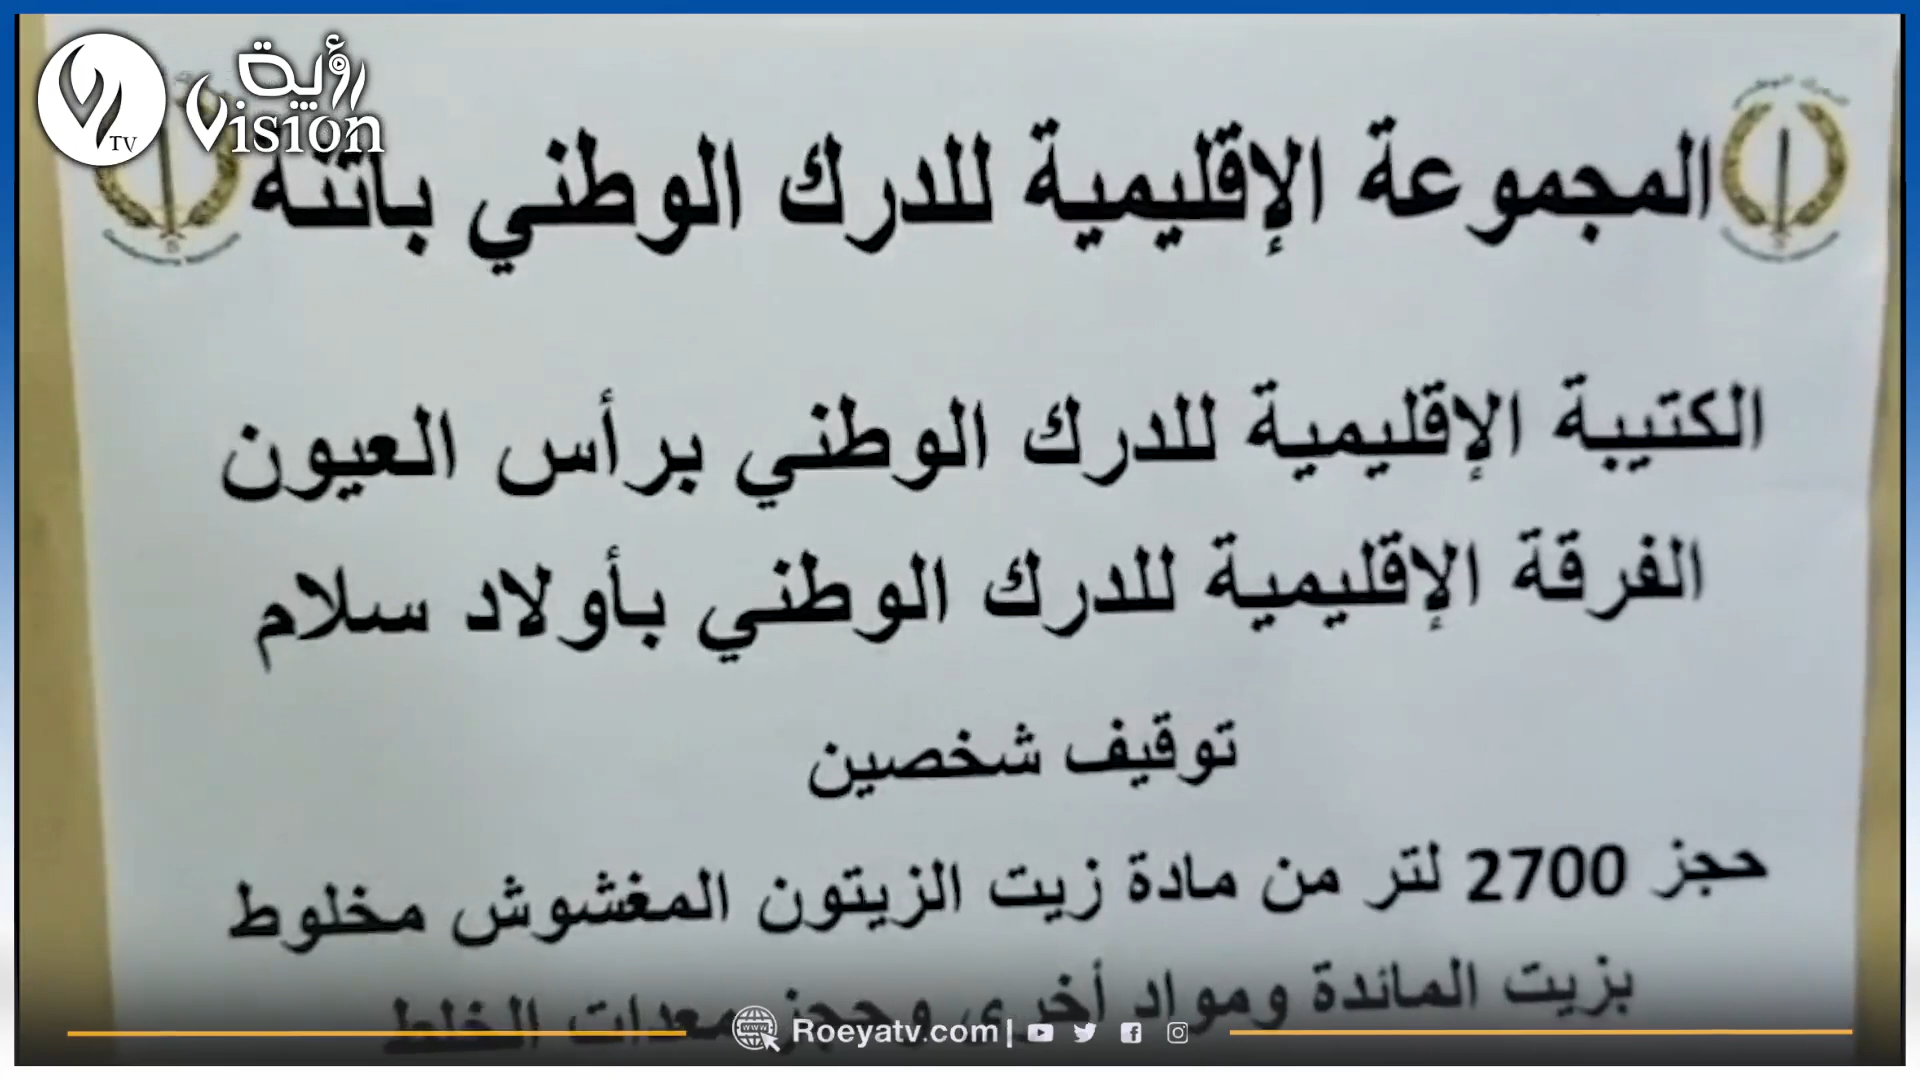 رؤية
Vision
TV
المجموعة الإقليمية للدرك الوطني باتنة
الكتيبة الإقليمية للدرك الوطني برأس العيون
الفرقة الإقليمية للدرك الوطني بأولاد سلام
توقيف شخصين
حجز 2700 لتر من مادة زيت الزيتون المغشوش مخلوط
بزيت المائدة ومواد أخرى وحجز معدات الخلط
www
Roeyatv.com|